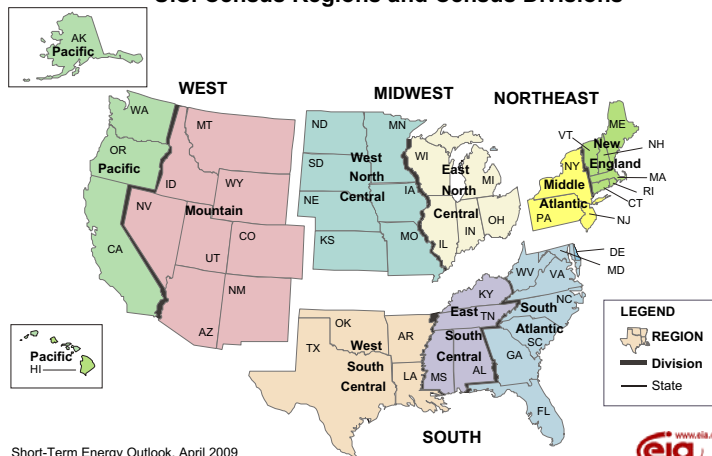 U.S. Census Regions and Census Divisions
AK
Pacific
WEST
MIDWEST
NORTHEAST
WA
MT
ND
MN
ME
VT
New
NH
OR
SD
West
WI
East
NY
England
Pacific
ID
WY
North
North
MI
Middle
MA
RI
NV
Mountain
NE
Central
IA
Central
OH
PA
Atlantic
CT
NJ
CA
UT
CO
KS
MO
IL
IN
DE
MD
AZ
NM
WV
VA
KY
NC
East
TN
South
OK
AR
South
Atlantic
SC
TX
West
Central
GA
South
LA
MS
AL
Central
FL
SOUTH
Pacific
HI
LEGEND
REGION
Division
State
Short-Term Energy Outlook, April 2009
www.eia.
eia